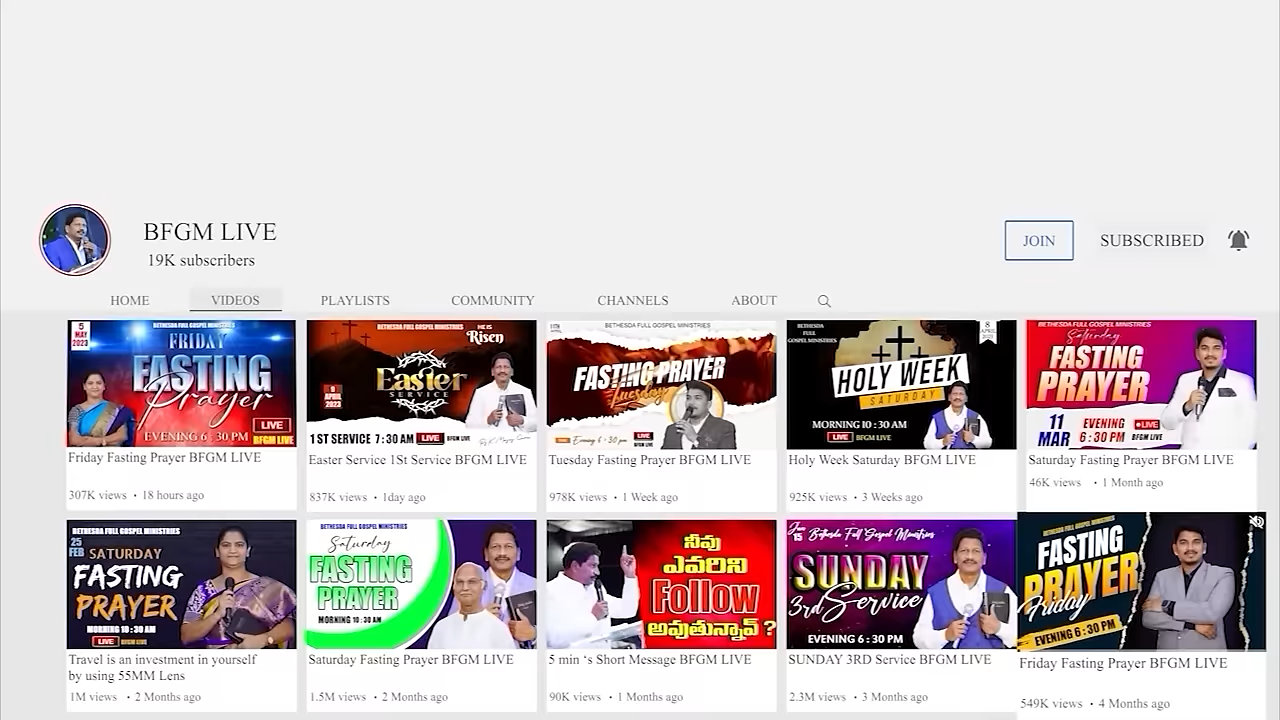 BFGM LIVE
19K subscribers
JOIN
SUBSCRIBED
HOME
VIDEOS
PLAYLISTS
COMMUNITY
CHANNELS
ABOUT
5
MAY
2023
BETHESDA FULL GOSPEL MINISTRIES
FRIDAY
FASTING
Prayer
EVENING 6 : 30 PM
LIVE
BFGM LIVE
Friday Fasting Prayer BFGM LIVE
307K views • 18 hours ago
BETHESDA FULL GOSPEL MINISTRIES
HE IS
Risen
Easter
SERVICE
9
APRIL
2023
1ST SERVICE 7 : 30 AM
LIVE
BFGM LIVE
Easter Service 1St Service BFGM LIVE
837K views • 1day ago
BETHESDA FULL GOSPEL MINISTRIES
FASTING PRAYER
Tuesday
Evening 6 : 30 pm
LIVE
BFGM LIVE
Tuesday Fasting Prayer BFGM LIVE
978K views • 1 Week ago
BETHESDA
FULL
GOSPEL MINISTRIES
8
APRIL
2023
HOLY WEEK
SATURDAY
MORNING 10 : 30 AM
LIVE
BFGM LIVE
Holy Week Saturday BFGM LIVE
925K views • 3 Weeks ago
BETHESDA FULL GOSPEL MINISTRIES
Saturday
FASTING
PRAYER
11
MAR
EVENING
6 : 30 PM
LIVE
BFGM LIVE
Saturday Fasting Prayer BFGM LIVE
46K views • 1 Month ago
BETHESDA FULL GOSPEL MINISTRIES
25
FEB
SATURDAY
FASTING
PRAYER
MORNING 10 : 30 AM
LIVE
BFGM LIVE
Travel is an investment in yourself
by using 55MM Lens
1M views • 2 Months ago
BETHESDA FULL GOSPEL MINISTRIES
Saturday
FASTING
PRAYER
MORNING 10 : 30 AM
Saturday Fasting Prayer BFGM LIVE
1.5M views • 2 Months ago
నీవు
ఎవరిని
Follow
అవుతున్నావ్ ?
5 min ‘s Short Message BFGM LIVE
90K views • 1 Months ago
Jan
15
Bethesda Full Gospel Ministries
SUNDAY
3rd Service
EVENING 6 : 30 PM
SUNDAY 3RD Service BFGM LIVE
2.3M views • 3 Months ago
BETHESDA FULL GOSPEL MINISTRIES
FASTING
PRAYER
Friday
EVENING 6 : 30 PM
Friday Fasting Prayer BFGM LIVE
549K views • 4 Months ago